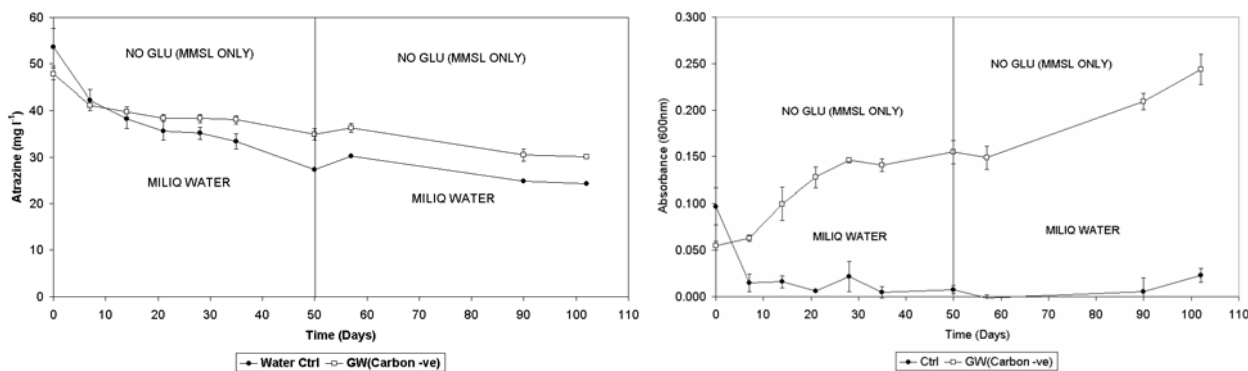 60
50
40
30
20
10
0
Atrazine (mg l-1)
NO GLU (MMSL ONLY)
NO GLU (MMSL ONLY)
MILIQ WATER
MILIQ WATER
0 10 20 30 40 50 60 70 80 90 100 110
Time (Days)
Water Ctrl GW(Carbon -ve)
0.300
0.250
0.200
0.150
0.100
0.050
0.000
Absorbance (600nm)
NO GLU (MMSL ONLY)
NO GLU (MMSL ONLY)
MILIQ WATER
MILIQ WATER
0 10 20 30 40 50 60 70 80 90 100 110
Time (Days)
Ctrl GW(Carbon -ve)